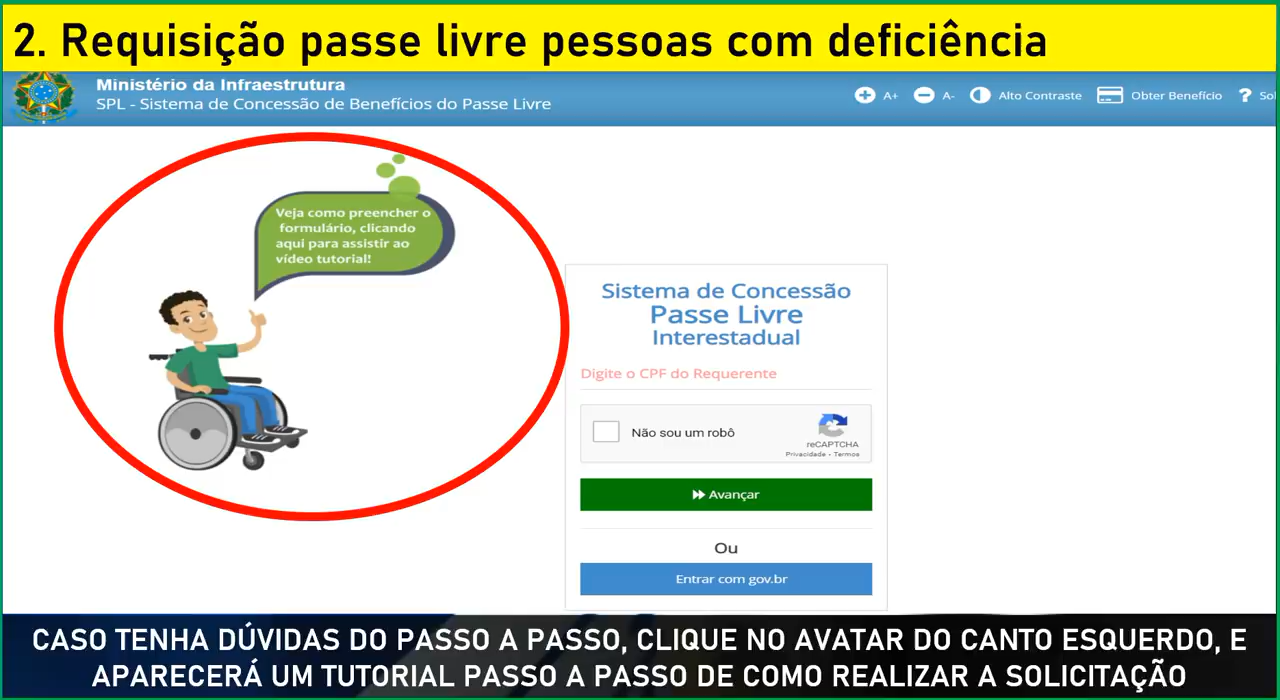 2. Requisição passe livre pessoas com deficiência
Ministério da Infraestrutura
SPL - Sistema de Concessão de Benefícios do Passe Livre
A+ A- Alto Contraste Obter Benefício ?
Veja como preencher o
formulário, clicando
aqui para assistir ao
vídeo tutorial!
Sistema de Concessão
Passe Livre
Interestadual
Digite o CPF do Requerente
Não sou um robô
reCAPTCHA
Privacidade - Termos
Avançar
Ou
Entrar com gov.br
CASO TENHA DÚVIDAS DO PASSO A PASSO, CLIQUE NO AVATAR DO CANTO ESQUERDO, E
APARECERÁ UM TUTORIAL PASSO A PASSO DE COMO REALIZAR A SOLICITAÇÃO